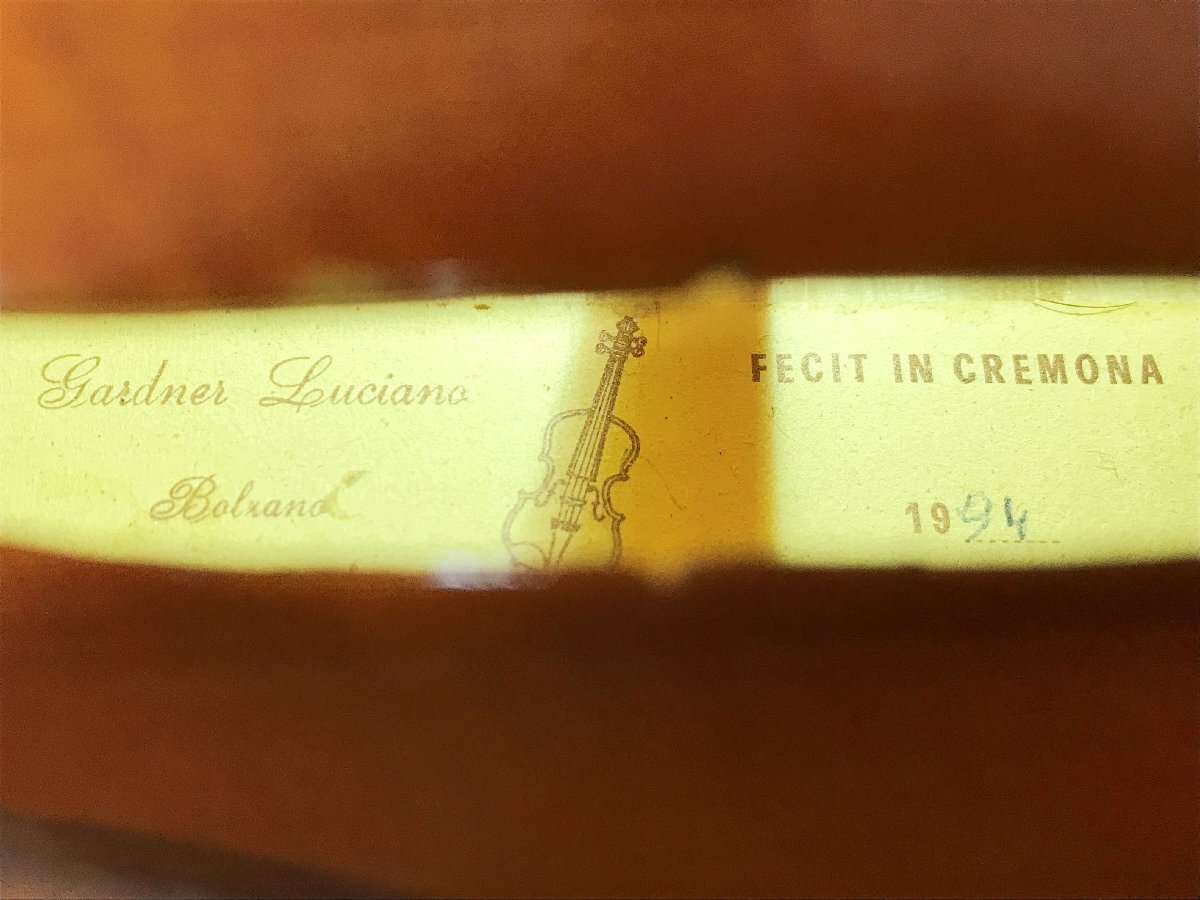 Gardner Luciano
Bolzano
FECIT IN CREMONA
1994